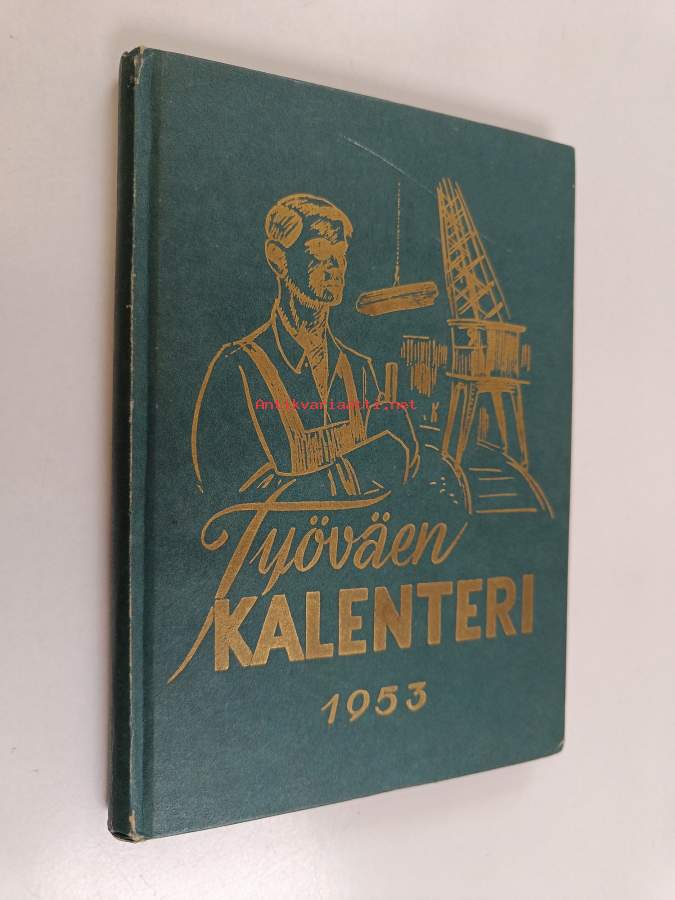 Antikvariaatti.net
Työväen
KALENTERI
1953